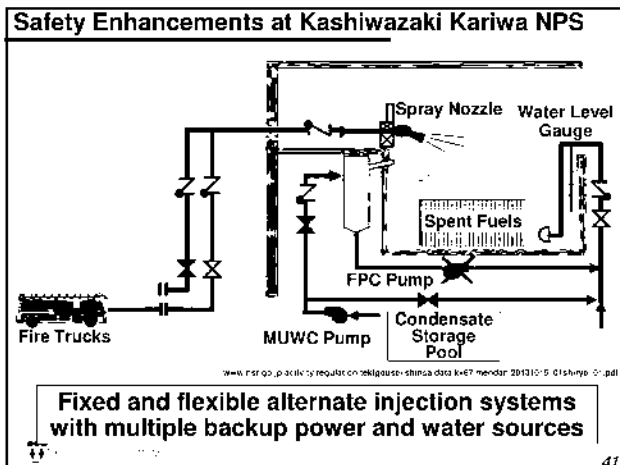 Safety Enhancements at Kashiwazaki Kariwa NPS
Spray Nozzle
Water Level
Gauge
Spent Fuels
FPC Pump
Fire Trucks
MUWC Pump
Condensate
Storage
Pool
Fixed and flexible alternate injection systems
with multiple backup power and water sources
41